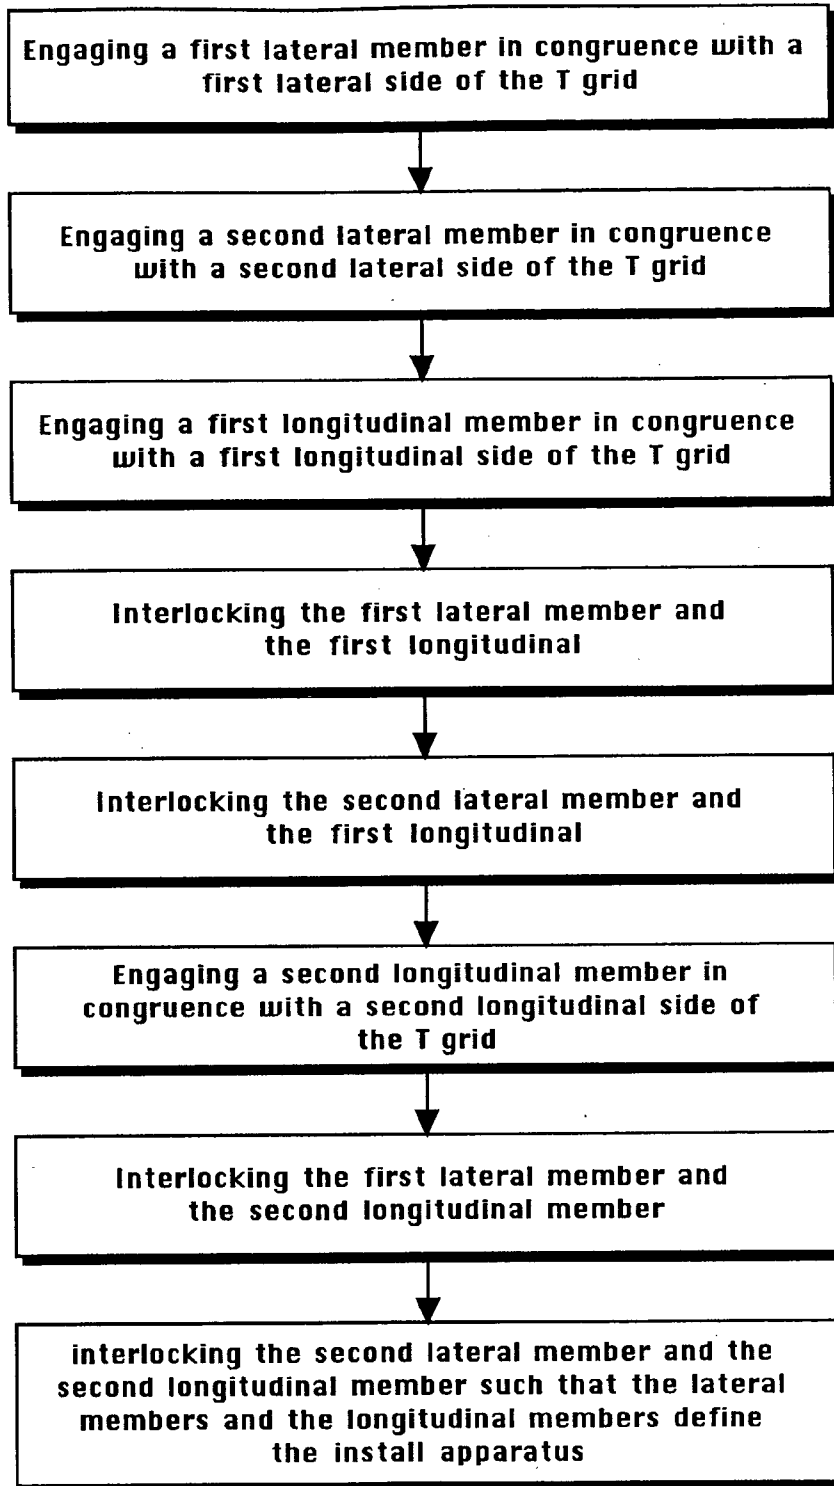 Engaging a first lateral member in congruence with a
first lateral side of the T grid
Engaging a second lateral member in congruence
with a second lateral side of the T grid
Engaging a first longitudinal member in congruence
with a first longitudinal side of the T grid
Interlocking the first lateral member and
the first longitudinal
Interlocking the second lateral member and
the first longitudinal
Engaging a second longitudinal member in
congruence with a second longitudinal side of
the T grid
Interlocking the first lateral member and
the second longitudinal member
interlocking the second lateral member and the
second longitudinal member such that the lateral
members and the longitudinal members define
the install apparatus